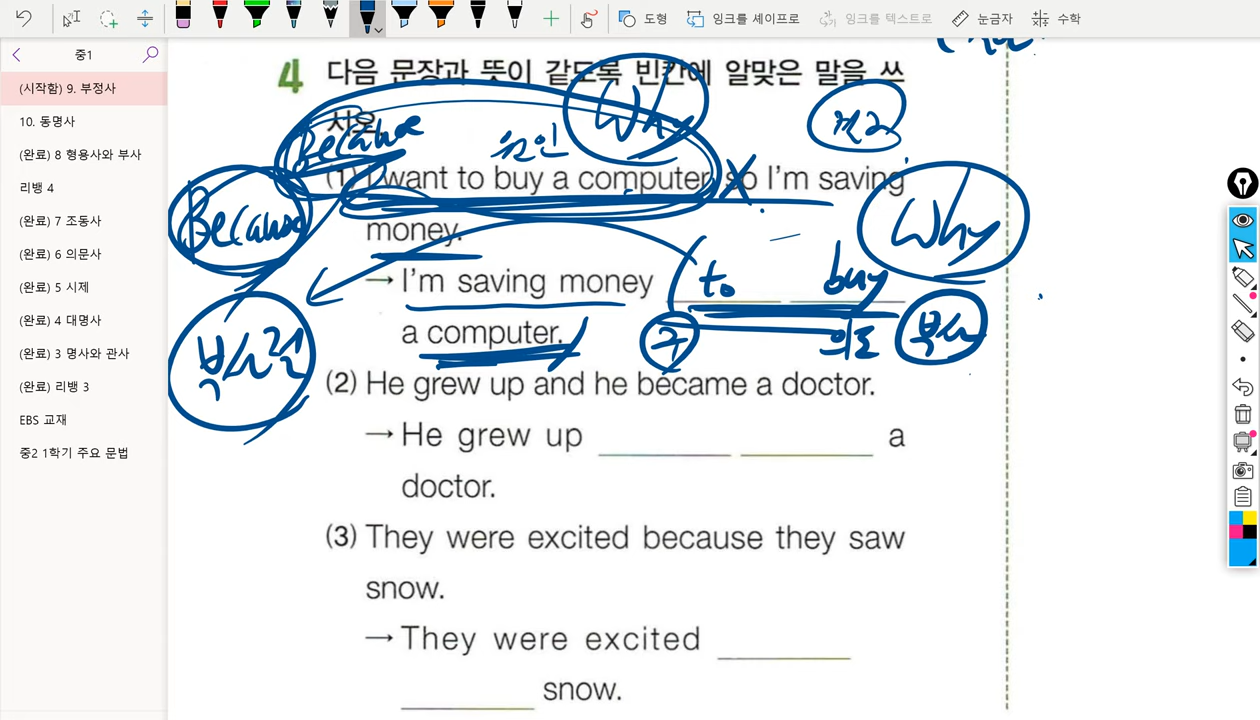 도형
잉크를 셰이프로
잉크를 텍스트로
눈금자
수학
중1
(시작함) 9. 부정사
10. 동명사
(완료) 8 형용사와 부사
리뱅 4
(완료) 7 조동사
(완료) 6 의문사
(완료) 5 시제
(완료) 4 대명사
(완료) 3 명사와 관사
(완료) 리뱅 3
EBS 교재
중2 1학기 주요 문법
4 다음 문장과 뜻이 같도록 빈칸에 알맞은 말을 쓰
시오.
Why
Because 원인
(1) I want to buy a computer, so I'm saving
X
Because
Why
money.
→ I'm saving money to buy
a computer.
구
의도
부사
부사절
(2) He grew up and he became a doctor.
→ He grew up ______ ______ a
doctor.
(3) They were excited because they saw
snow.
→ They were excited ______
______ snow.